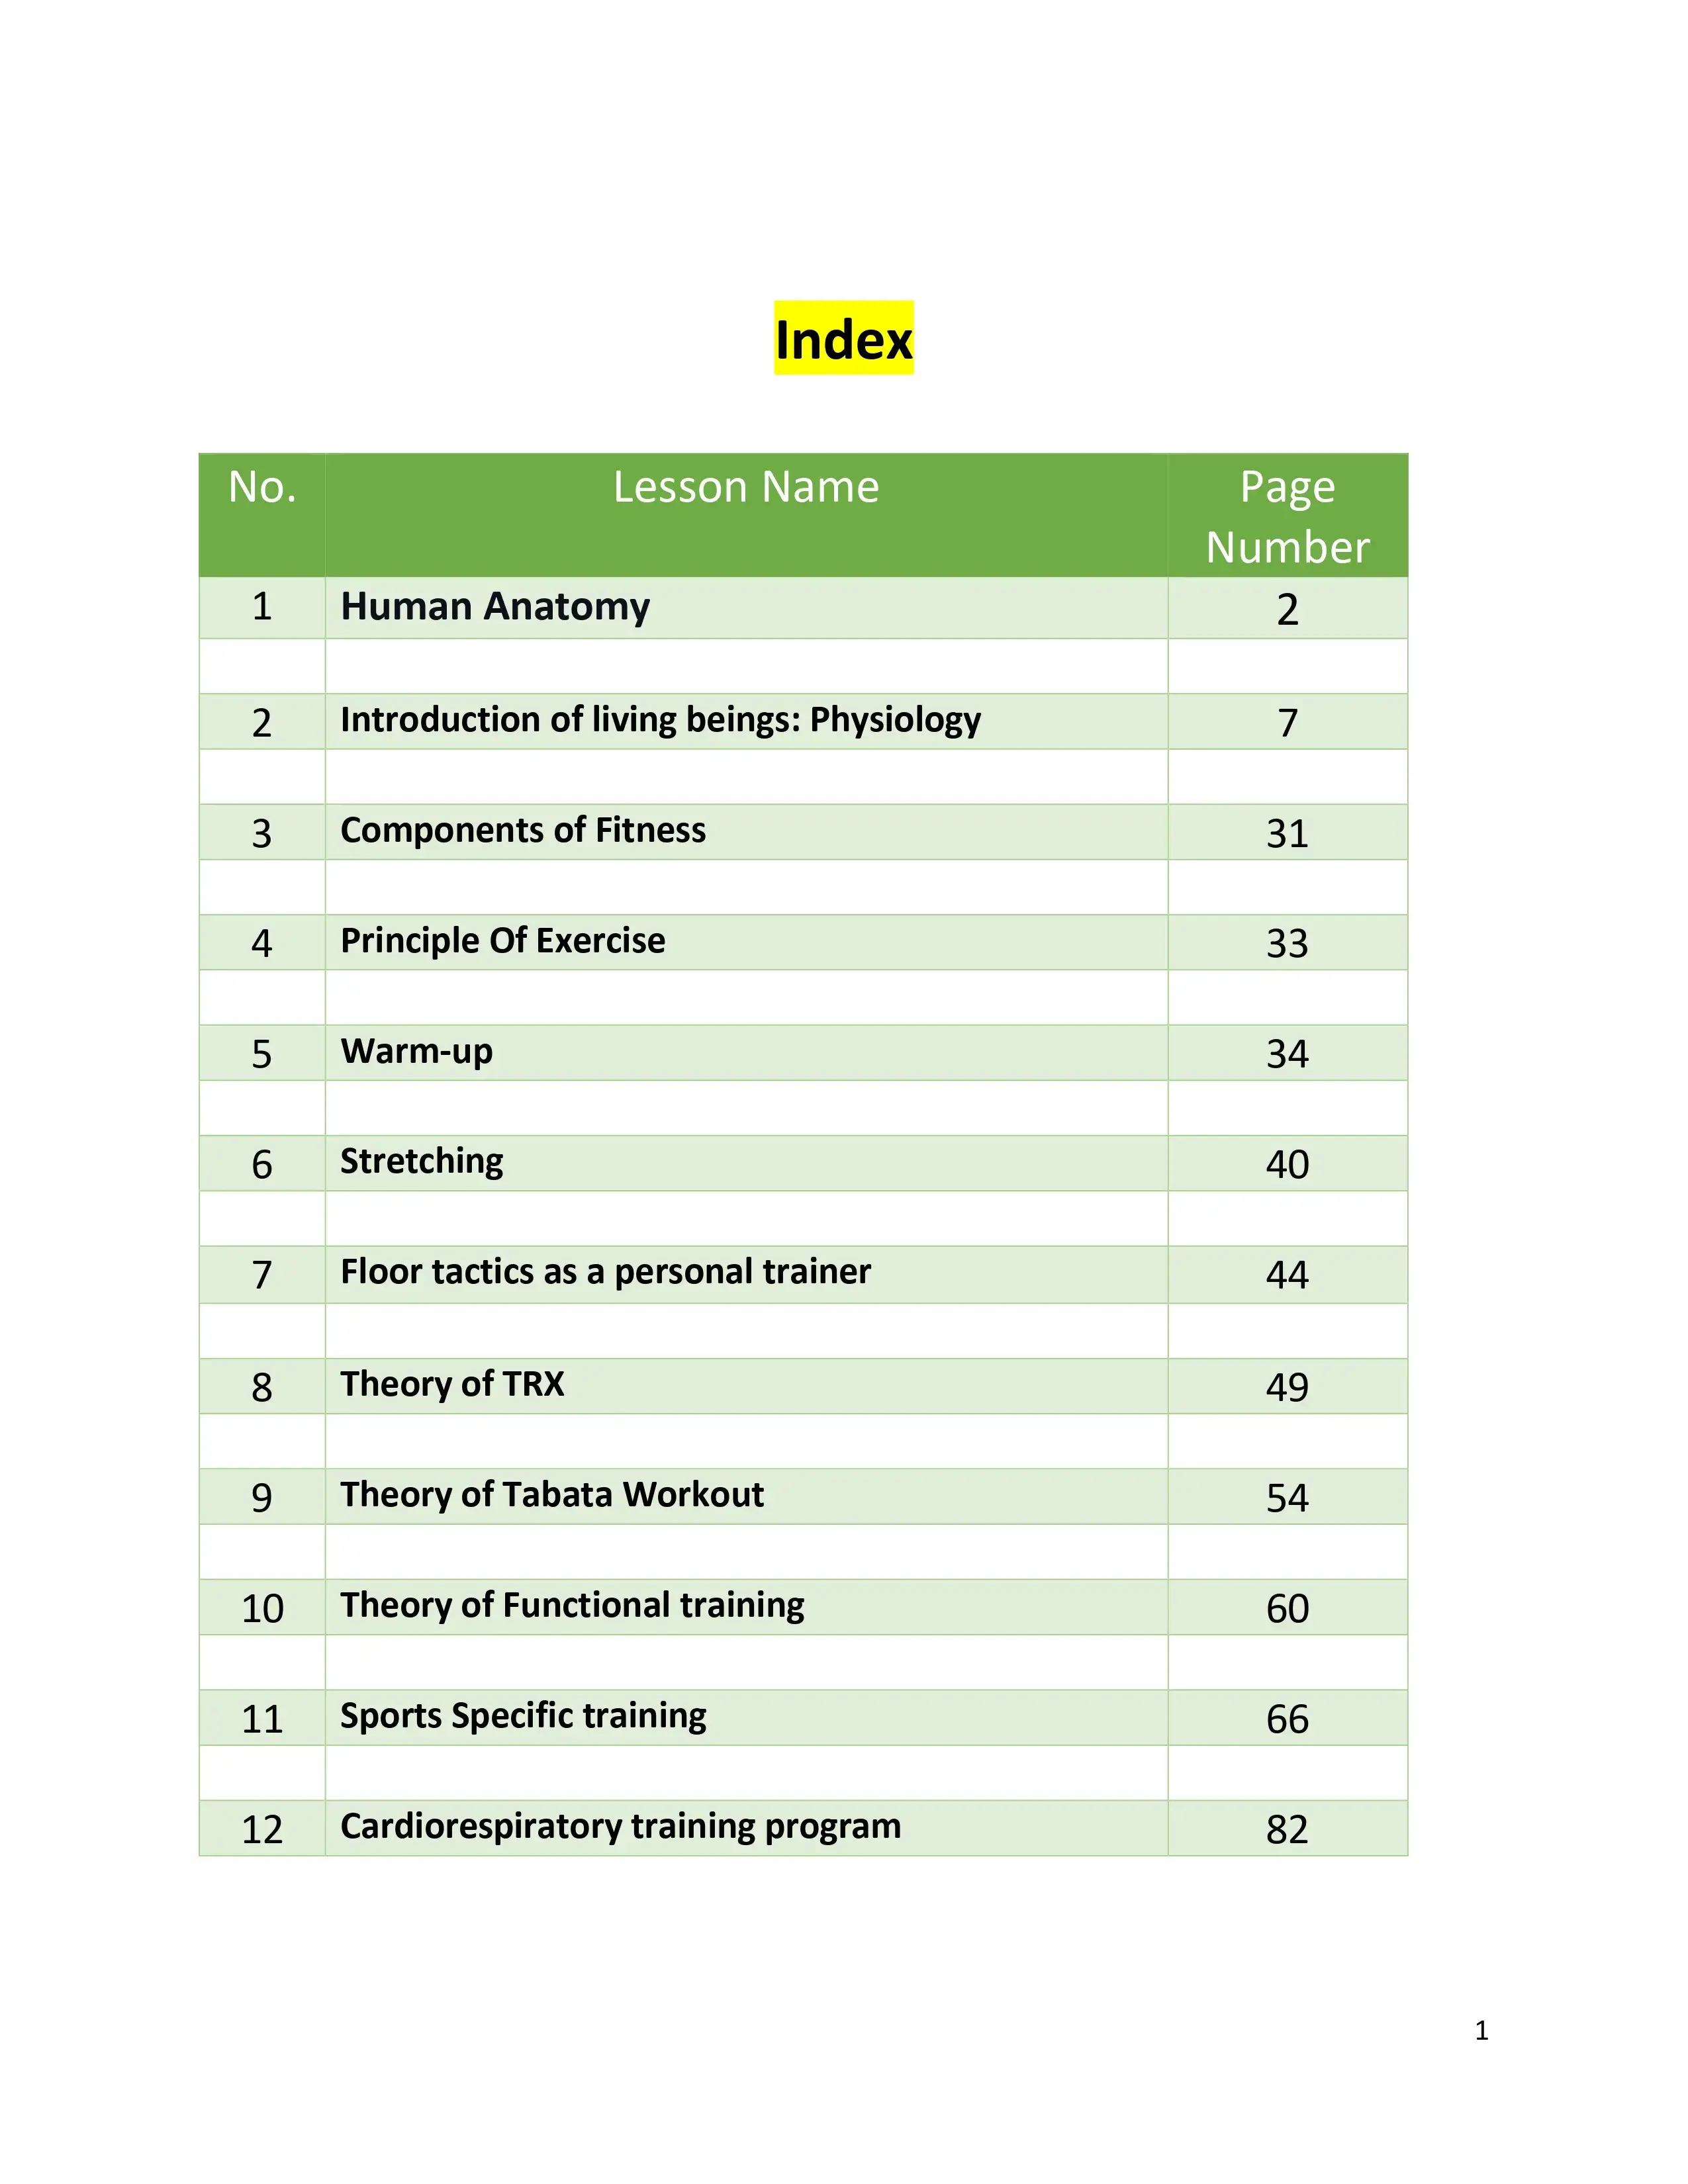 Index
No. Lesson Name Page
Number
1 Human Anatomy 2
2 Introduction of living beings: Physiology 7
3 Components of Fitness 31
4 Principle Of Exercise 33
5 Warm-up 34
6 Stretching 40
7 Floor tactics as a personal trainer 44
8 Theory of TRX 49
9 Theory of Tabata Workout 54
10 Theory of Functional training 60
11 Sports Specific training 66
12 Cardiorespiratory training program 82
1